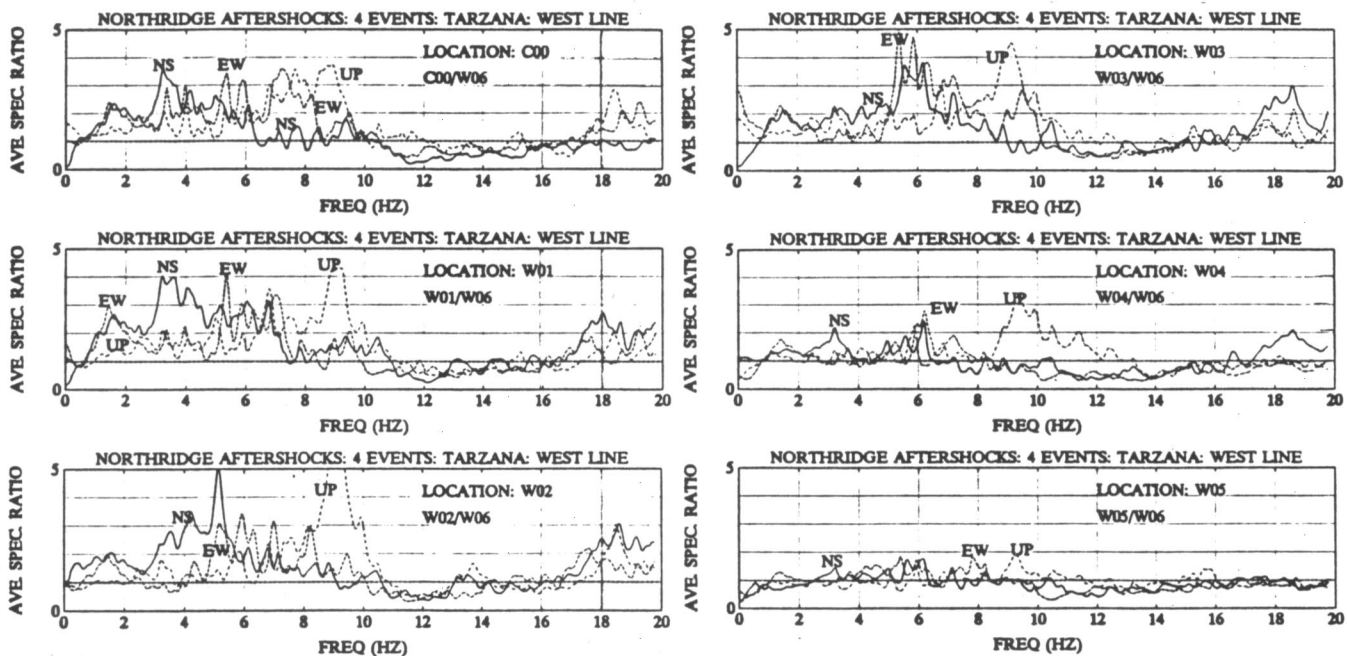 NORTHRIDGE AFTERSHOCKS: 4 EVENTS: TARZANA: WEST LINE
AVE. SPEC. RATIO
5
0
LOCATION: C00
C00/W06
NS
EW
UP
EW
NS
0 2 4 6 8 10 12 14 16 18 20
FREQ (HZ)
NORTHRIDGE AFTERSHOCKS: 4 EVENTS: TARZANA: WEST LINE
AVE. SPEC. RATIO
5
0
LOCATION: W01
W01/W06
NS
EW
UP
EW
UP
0 2 4 6 8 10 12 14 16 18 20
FREQ (HZ)
NORTHRIDGE AFTERSHOCKS: 4 EVENTS: TARZANA: WEST LINE
AVE. SPEC. RATIO
5
0
LOCATION: W02
W02/W06
UP
NS
EW
0 2 4 6 8 10 12 14 16 18 20
FREQ (HZ)
NORTHRIDGE AFTERSHOCKS: 4 EVENTS: TARZANA: WEST LINE
AVE. SPEC. RATIO
5
0
LOCATION: W03
W03/W06
EW
UP
NS
0 2 4 6 8 10 12 14 16 18 20
FREQ (HZ)
NORTHRIDGE AFTERSHOCKS: 4 EVENTS: TARZANA: WEST LINE
AVE. SPEC. RATIO
5
0
LOCATION: W04
W04/W06
NS
EW
UP
0 2 4 6 8 10 12 14 16 18 20
FREQ (HZ)
NORTHRIDGE AFTERSHOCKS: 4 EVENTS: TARZANA: WEST LINE
AVE. SPEC. RATIO
5
0
LOCATION: W05
W05/W06
NS
EW
UP
0 2 4 6 8 10 12 14 16 18 20
FREQ (HZ)